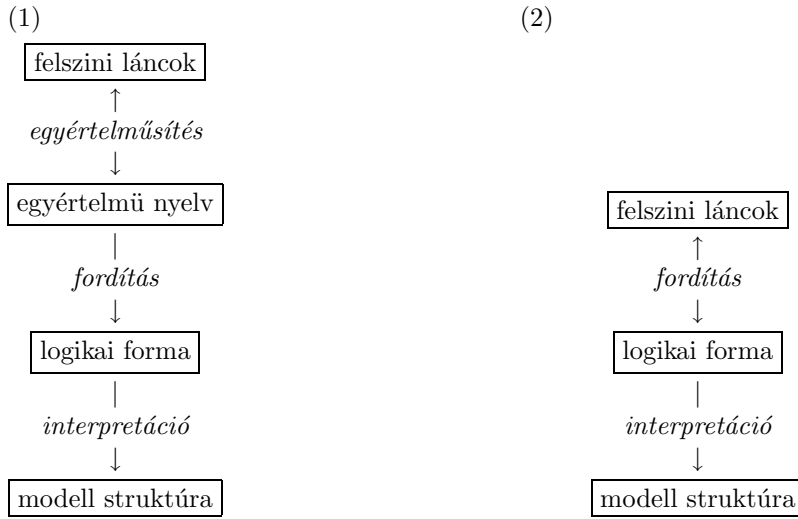 (1)
felszini láncok
egyértelműsítés
egyértelmü nyelv
fordítás
logikai forma
interpretáció
modell struktúra
(2)
felszini láncok
fordítás
logikai forma
interpretáció
modell struktúra